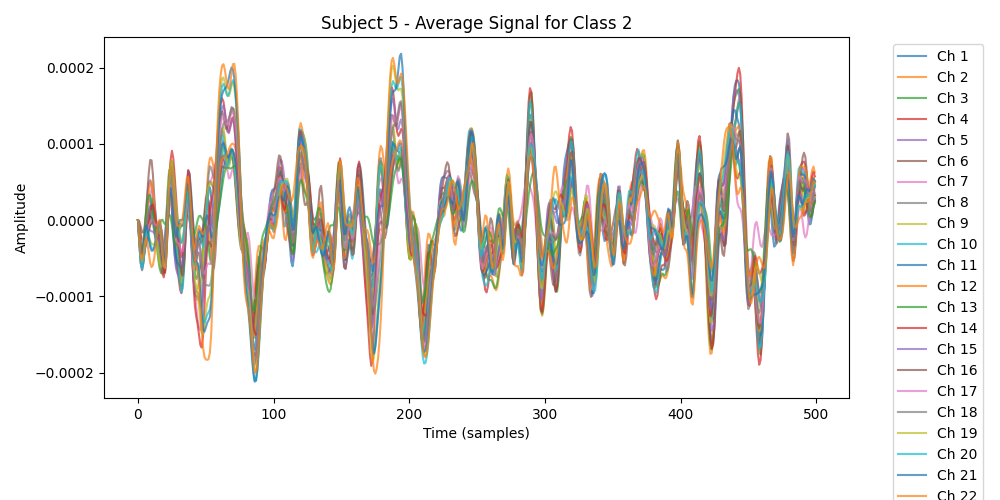 Subject 5 - Average Signal for Class 2
Amplitude
0.0002
0.0001
0.0000
−0.0001
−0.0002
0
100
200
300
400
500
Time (samples)
Ch 1
Ch 2
Ch 3
Ch 4
Ch 5
Ch 6
Ch 7
Ch 8
Ch 9
Ch 10
Ch 11
Ch 12
Ch 13
Ch 14
Ch 15
Ch 16
Ch 17
Ch 18
Ch 19
Ch 20
Ch 21
Ch 22